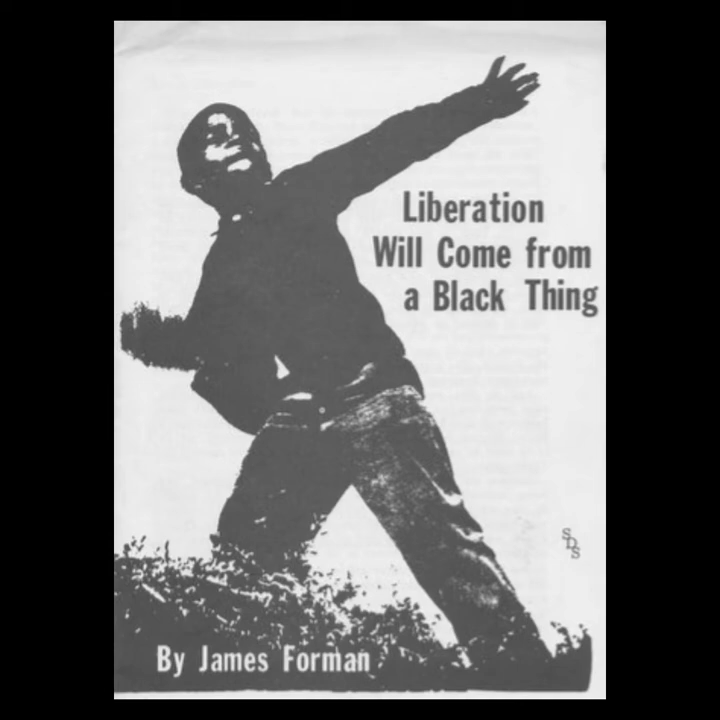 Liberation
Will Come from
a Black Thing
SDS
By James Forman